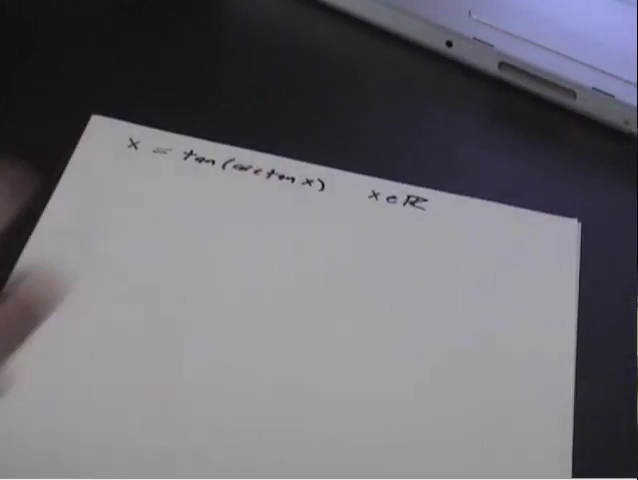 x = tan(arctan x) x ∈ ℝ